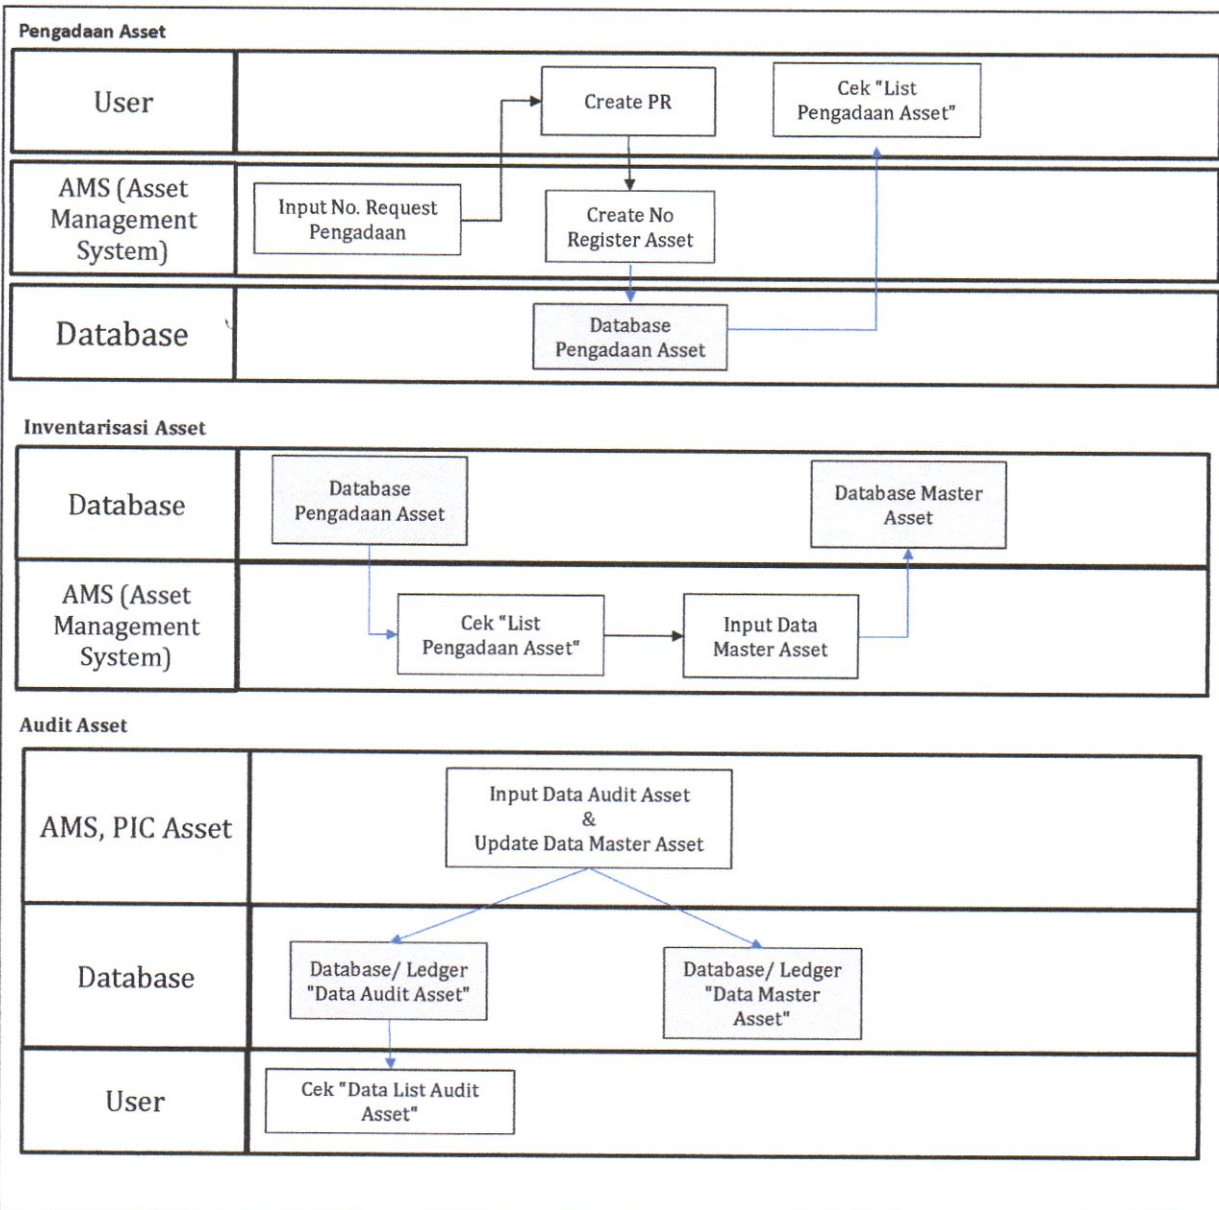 Pengadaan Asset
User
Create PR
Cek "List
Pengadaan Asset"
AMS (Asset
Management
System)
Input No. Request
Pengadaan
Create No
Register Asset
Database
Database
Pengadaan Asset
Inventarisasi Asset
Database
Database
Pengadaan Asset
Database Master
Asset
AMS (Asset
Management
System)
Cek "List
Pengadaan Asset"
Input Data
Master Asset
Audit Asset
AMS, PIC Asset
Input Data Audit Asset
&
Update Data Master Asset
Database
Database/ Ledger
"Data Audit Asset"
Database/ Ledger
"Data Master
Asset"
User
Cek "Data List Audit
Asset"